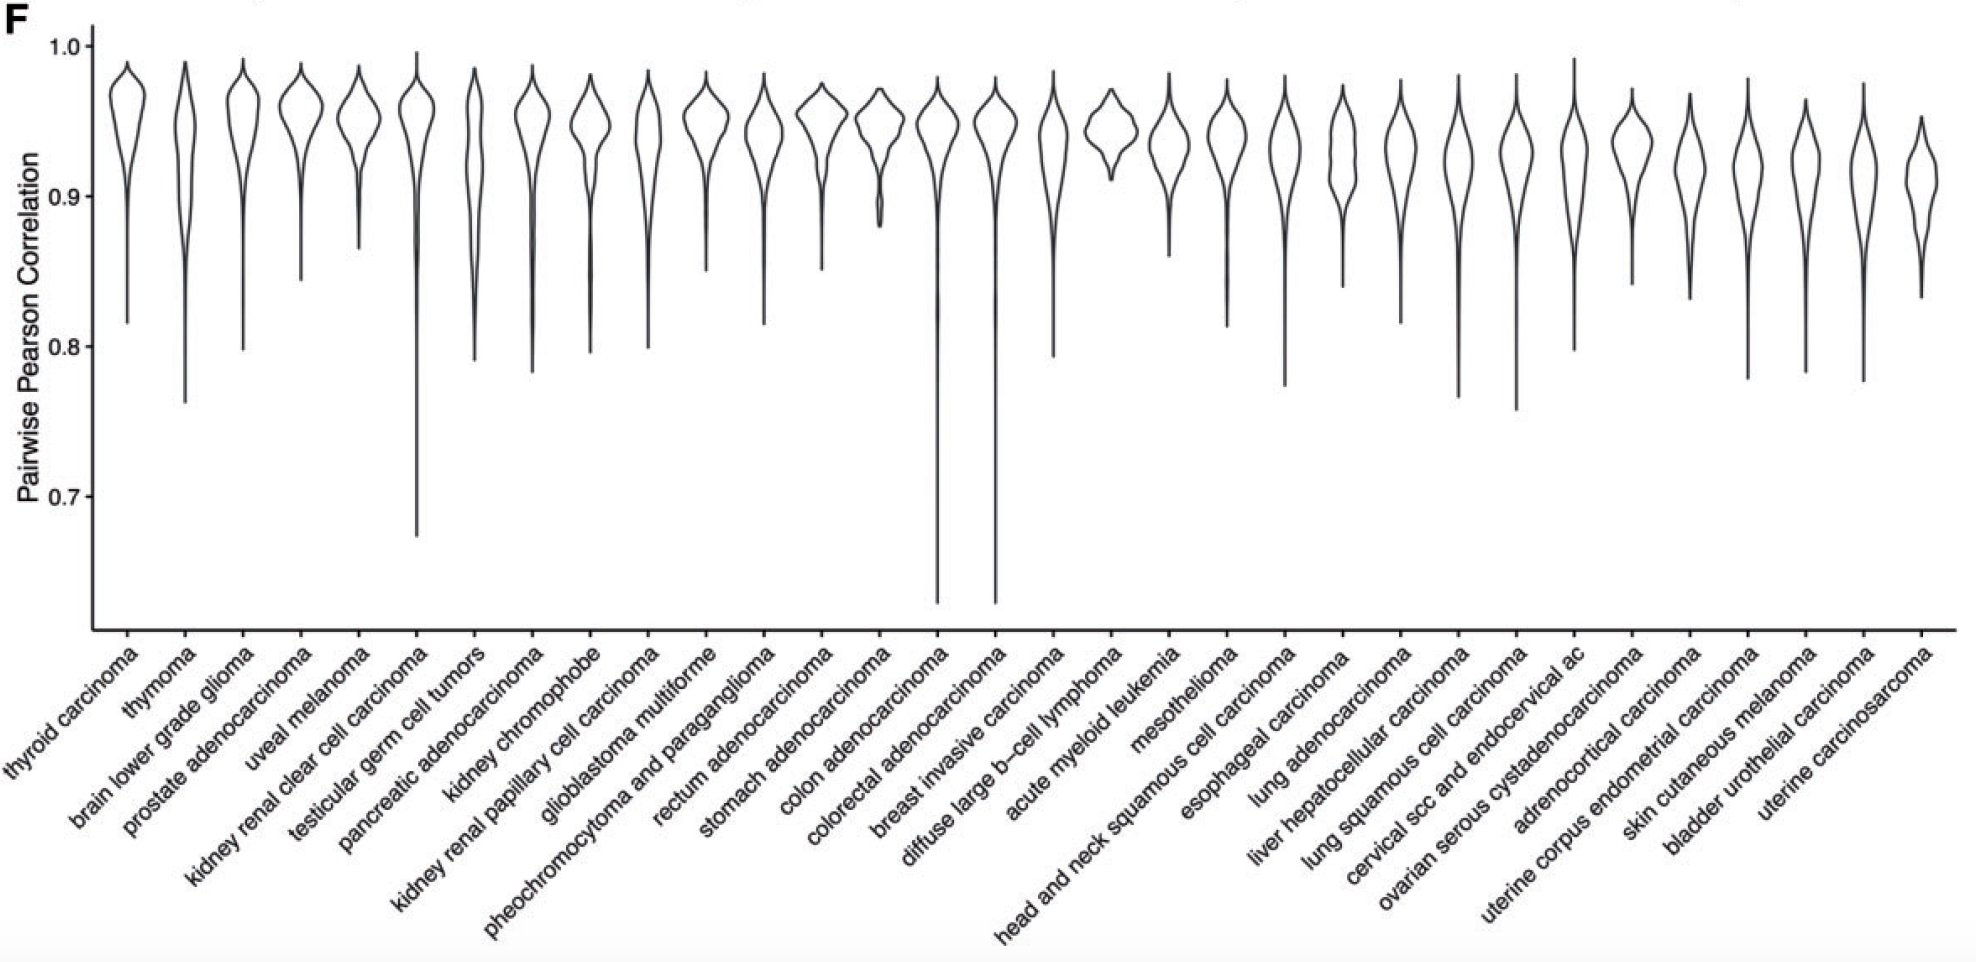 F
Pairwise Pearson Correlation
1.0
0.9
0.8
0.7
thyroid carcinoma
thymoma
brain lower grade glioma
prostate adenocarcinoma
uveal melanoma
kidney renal clear cell carcinoma
testicular germ cell tumors
pancreatic adenocarcinoma
kidney chromophobe
kidney renal papillary cell carcinoma
glioblastoma multiforme
pheochromocytoma and paraganglioma
rectum adenocarcinoma
stomach adenocarcinoma
colon adenocarcinoma
colorectal adenocarcinoma
breast invasive carcinoma
diffuse large b−cell lymphoma
acute myeloid leukemia
mesothelioma
head and neck squamous cell carcinoma
esophageal carcinoma
lung adenocarcinoma
liver hepatocellular carcinoma
lung squamous cell carcinoma
cervical scc and endocervical ac
ovarian serous cystadenocarcinoma
adrenocortical carcinoma
uterine corpus endometrial carcinoma
skin cutaneous melanoma
bladder urothelial carcinoma
uterine carcinosarcoma